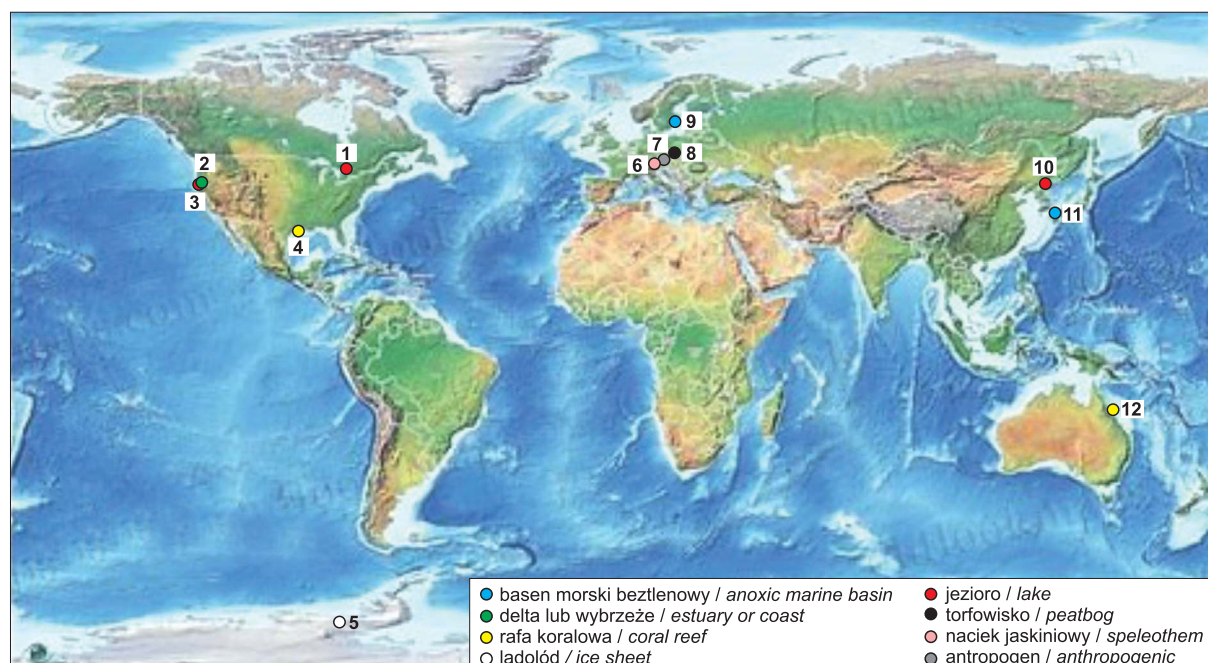 1
2
3
4
5
6
7
8
9
10
11
12
basen morski beztlenowy / anoxic marine basin
delta lub wybrzeże / estuary or coast
rafa koralowa / coral reef
lądolód / ice sheet
jezioro / lake
torfowisko / peatbog
naciek jaskiniowy / speleothem
antropogen / anthropogenic